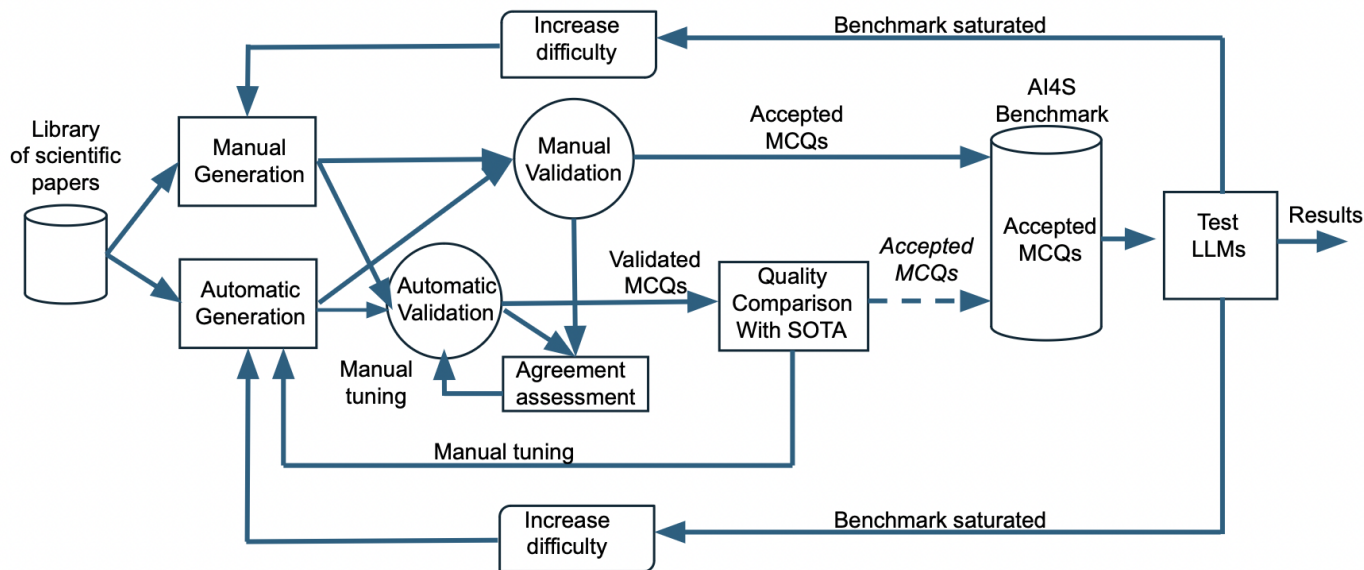 Increase
difficulty
Benchmark saturated
Library
of scientific
papers
Manual
Generation
Manual
Validation
Accepted
MCQs
AI4S
Benchmark
Accepted
MCQs
Test
LLMs
Results
Automatic
Generation
Automatic
Validation
Validated
MCQs
Quality
Comparison
With SOTA
Accepted
MCQs
Manual
tuning
Agreement
assessment
Manual tuning
Increase
difficulty
Benchmark saturated